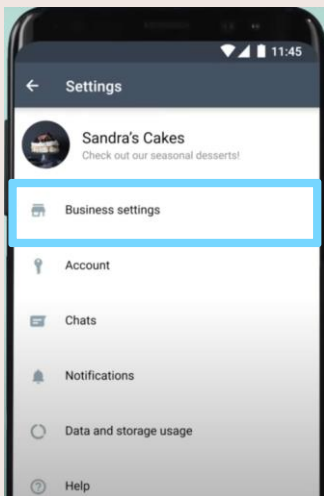 11:45
Settings
Sandra's Cakes
Check out our seasonal desserts!
Business settings
Account
Chats
Notifications
Data and storage usage
Help